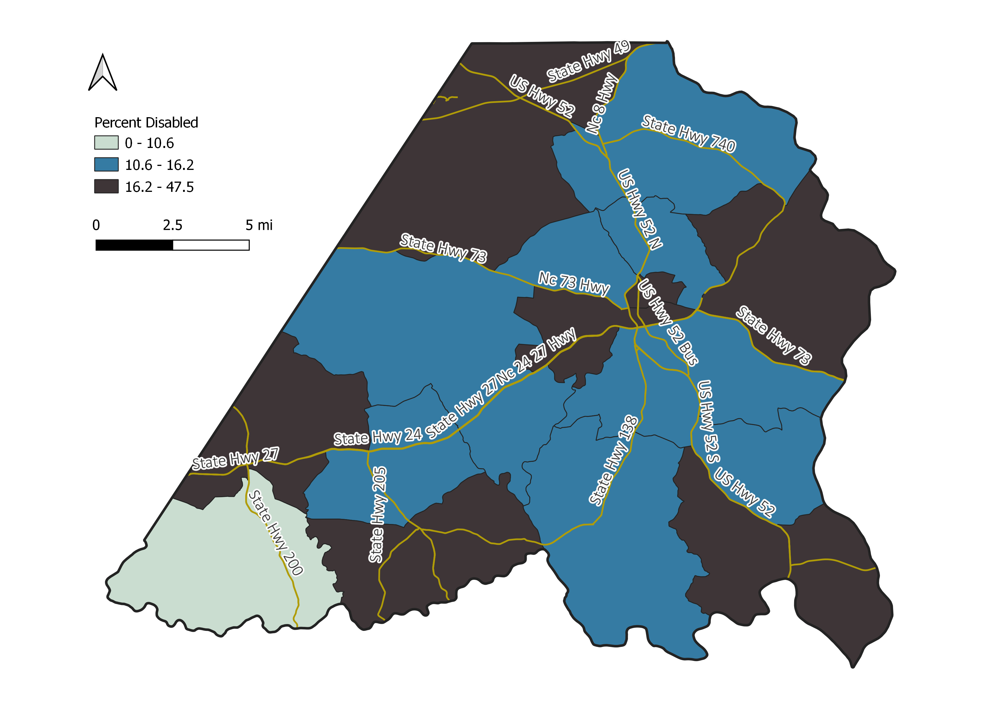 State Hwy 49
Us Hwy 52
Nc 8 Hwy
Percent Disabled
0 - 10.6
10.6 - 16.2
16.2 - 47.5
State Hwy 740
US Hwy 52 N
0 2.5 5 mi
State Hwy 73
Nc 73 Hwy
US Hwy 52 Bus
State Hwy 73
Nc 24 27 Hwy
State Hwy 27
State Hwy 24
US Hwy 52 S
State Hwy 138
State Hwy 27
State Hwy 205
US Hwy 52
State Hwy 200